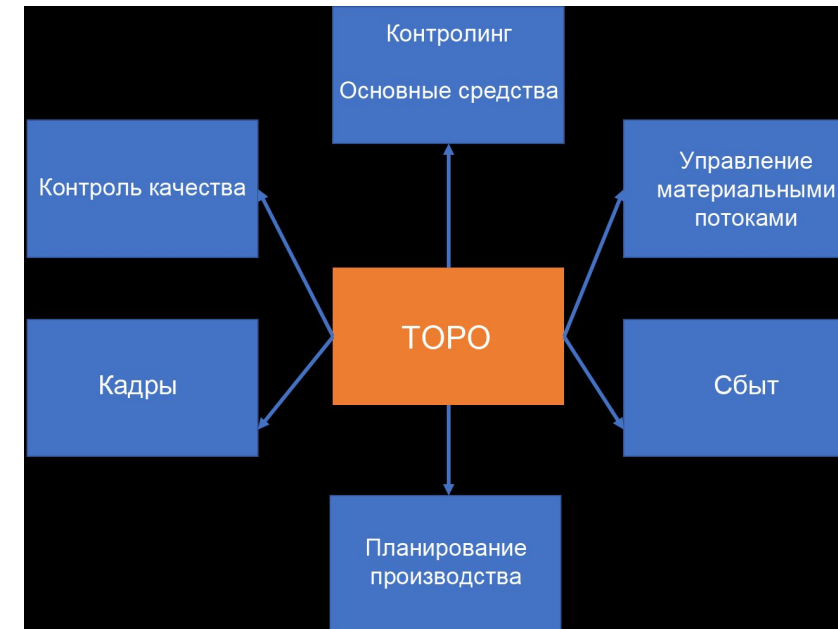 Контролинг
Основные средства
Контроль качества
Управление
материальными
потоками
ТОРО
Кадры
Сбыт
Планирование
производства